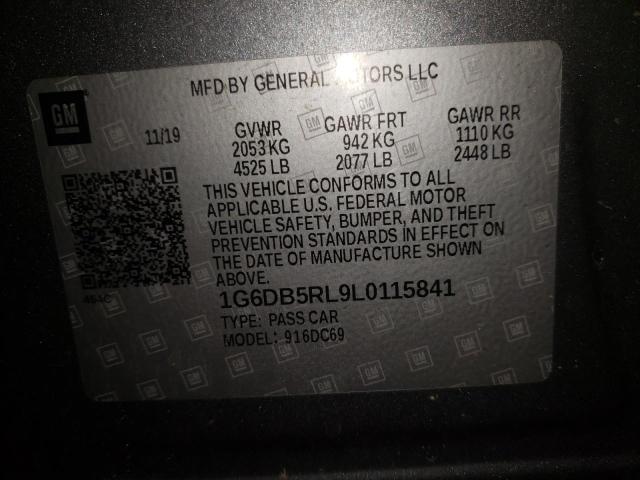 MFD BY GENERAL MOTORS LLC
GM
11/19 GVWR GAWR FRT GAWR RR
2053 KG 942 KG 1110 KG
4525 LB 2077 LB 2448 LB
THIS VEHICLE CONFORMS TO ALL
APPLICABLE U.S. FEDERAL MOTOR
VEHICLE SAFETY, BUMPER, AND THEFT
PREVENTION STANDARDS IN EFFECT ON
THE DATE OF MANUFACTURE SHOWN
ABOVE.
1G6DB5RL9L0115841
TYPE: PASS CAR
MODEL: 916DC69